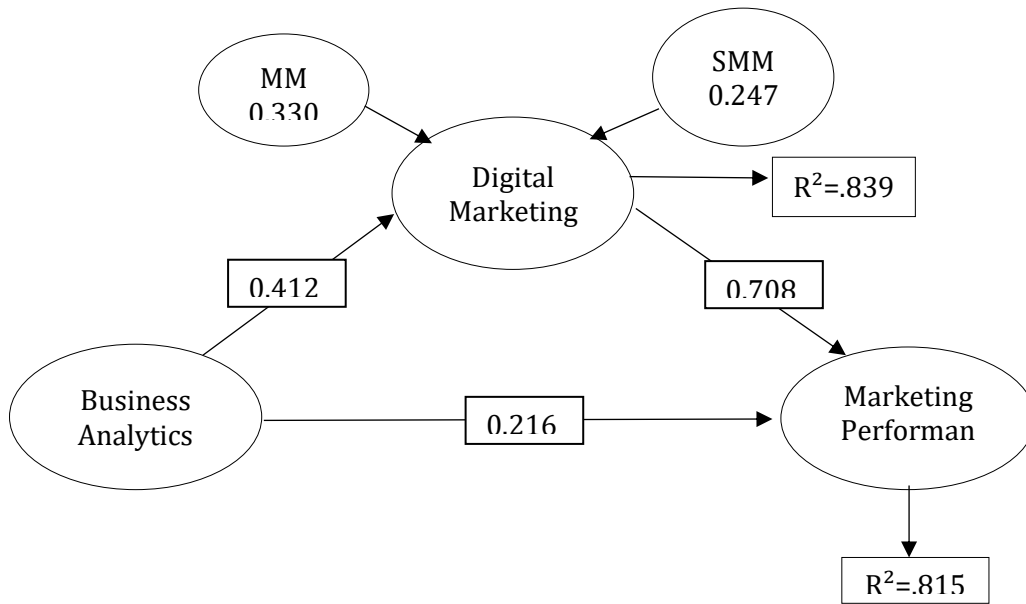 MM
0.330
SMM
0.247
Digital
Marketing
R²=.839
0.412
0.708
Business
Analytics
0.216
Marketing
Performan
R²=.815